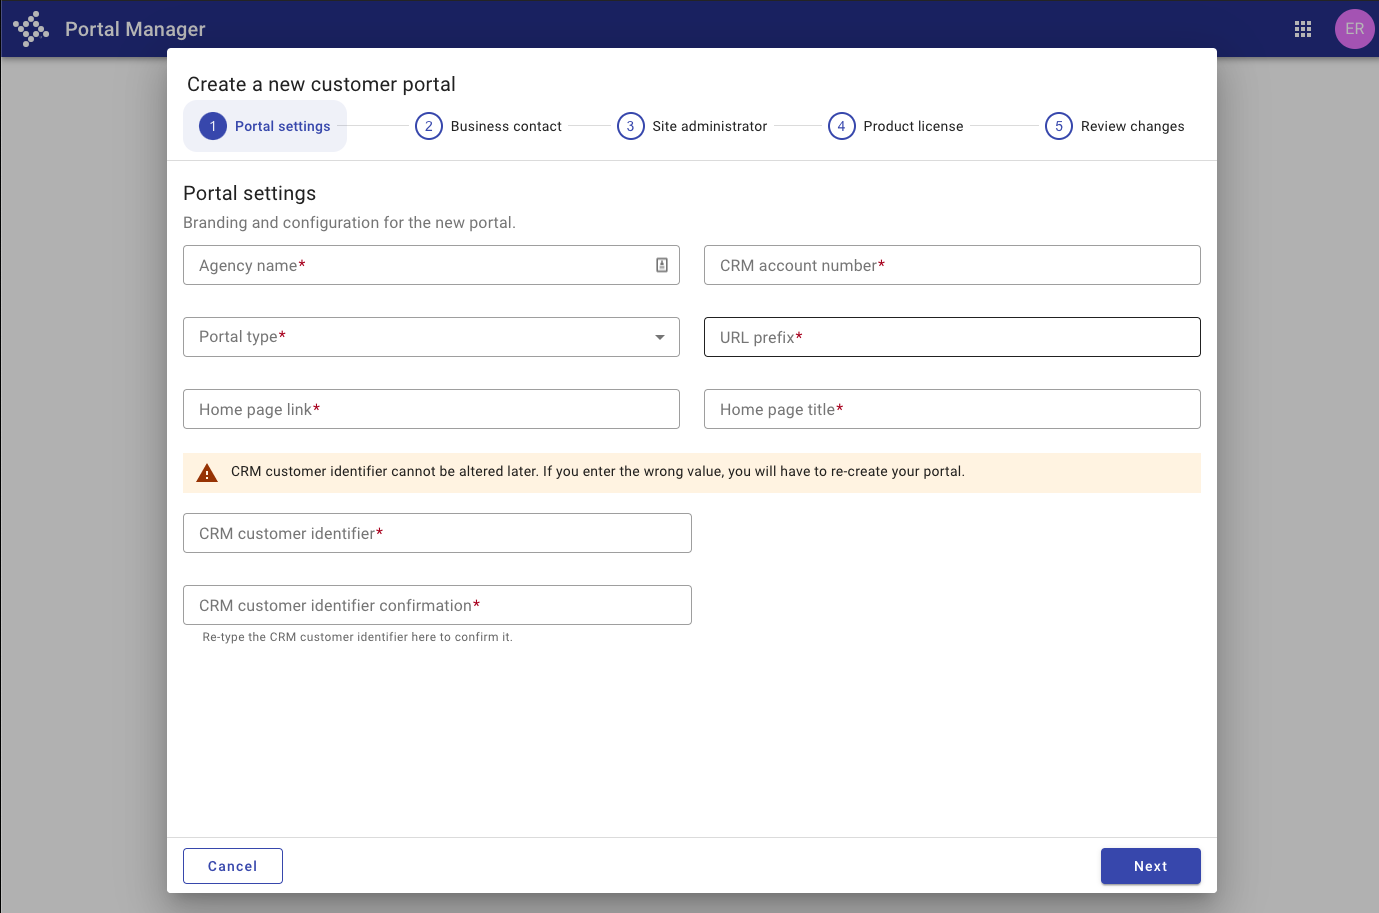 Portal Manager
ER
Create a new customer portal
1 Portal settings 2 Business contact 3 Site administrator 4 Product license 5 Review changes
Portal settings
Branding and configuration for the new portal.
Agency name* CRM account number*
Portal type* URL prefix*
Home page link* Home page title*
CRM customer identifier cannot be altered later. If you enter the wrong value, you will have to re-create your portal.
CRM customer identifier*
CRM customer identifier confirmation*
Re-type the CRM customer identifier here to confirm it.
Cancel Next